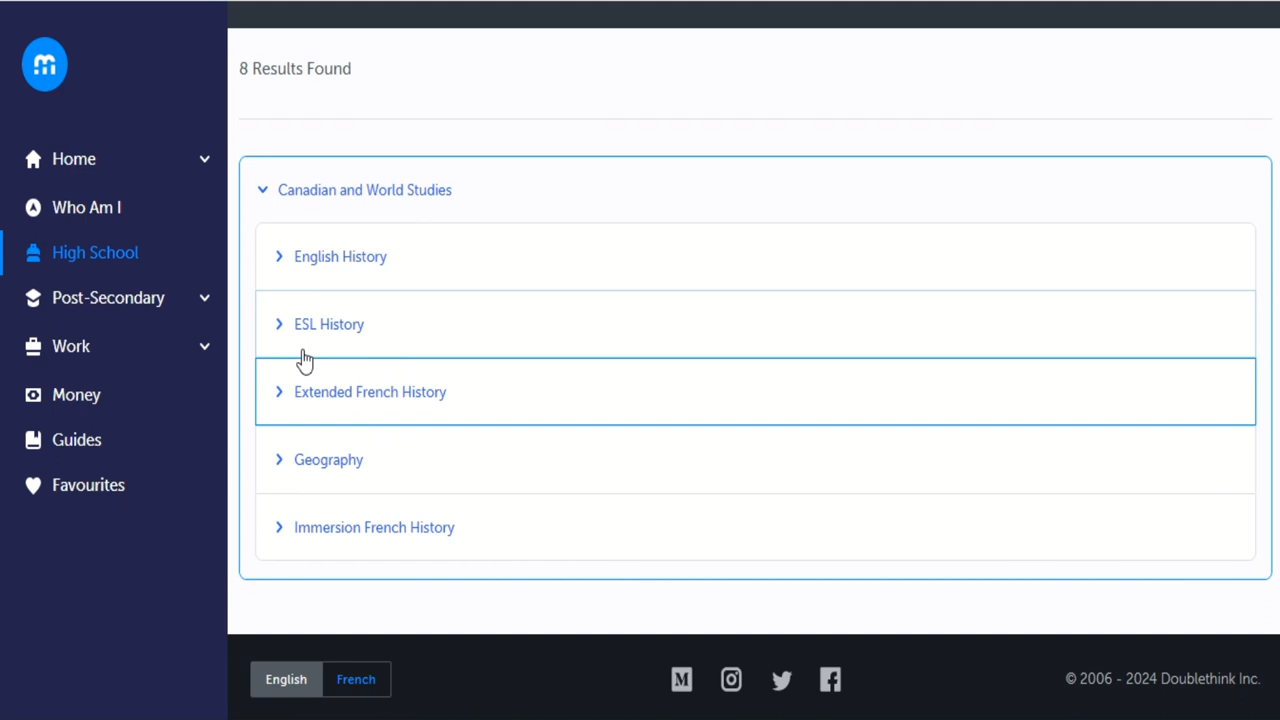 m
8 Results Found
Home
Who Am I
High School
Post-Secondary
Work
Money
Guides
Favourites
Canadian and World Studies
English History
ESL History
Extended French History
Geography
Immersion French History
English
French
M
© 2006 - 2024 Doublethink Inc.